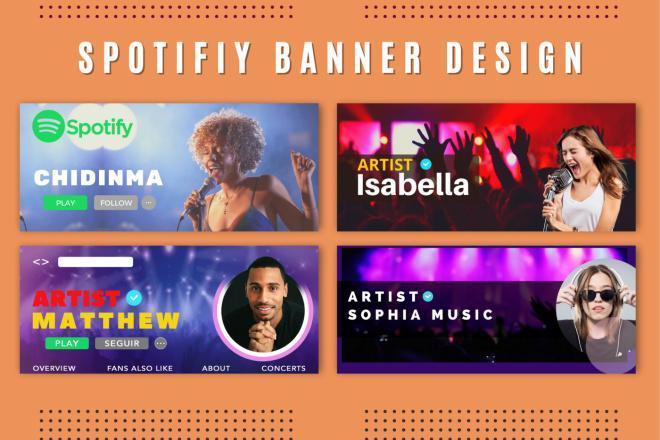 SPOTIFIY BANNER DESIGN
Spotify
CHIDINMA
PLAY FOLLOW
ARTIST
Isabella
<>
ARTIST
MATTHEW
PLAY SEGUIR
OVERVIEW FANS ALSO LIKE ABOUT CONCERTS
ARTIST
SOPHIA MUSIC